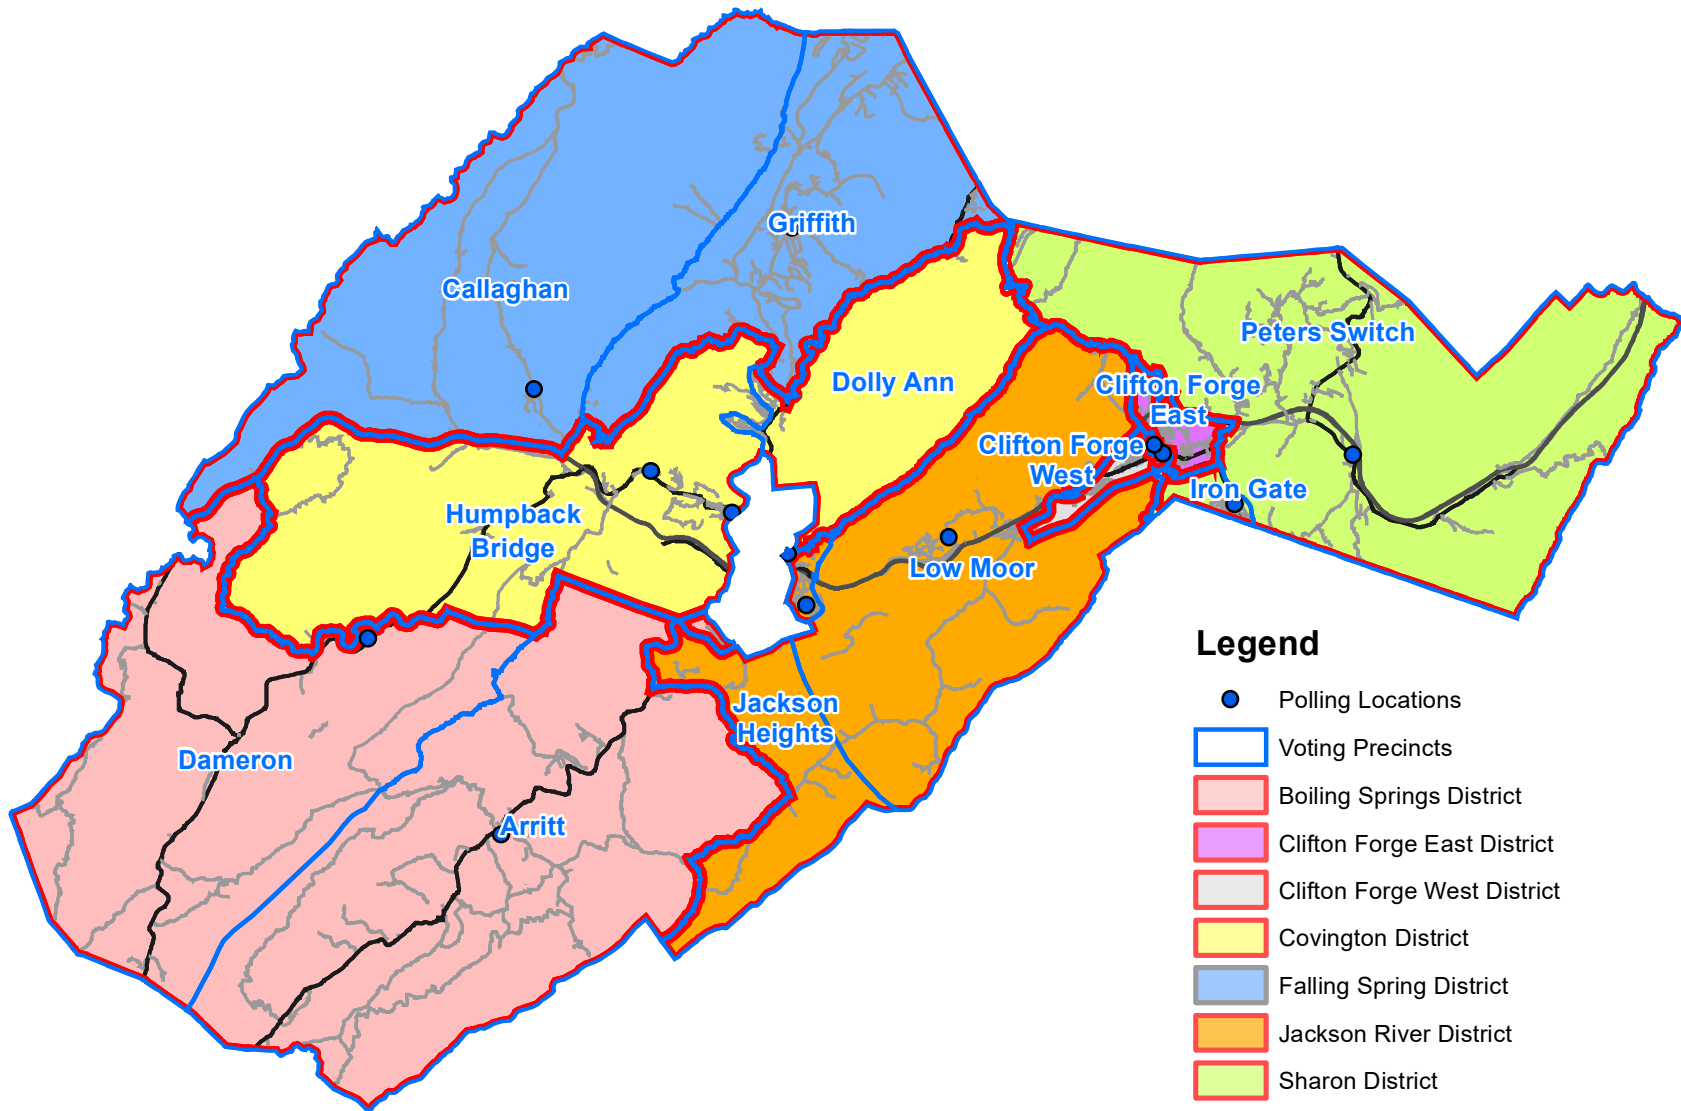 Griffith
Callaghan
Peters Switch
Dolly Ann
Clifton Forge
East
Clifton Forge
West
Iron Gate
Humpback
Bridge
Low Moor
Jackson
Heights
Dameron
Arritt
Legend
Polling Locations
Voting Precincts
Boiling Springs District
Clifton Forge East District
Clifton Forge West District
Covington District
Falling Spring District
Jackson River District
Sharon District